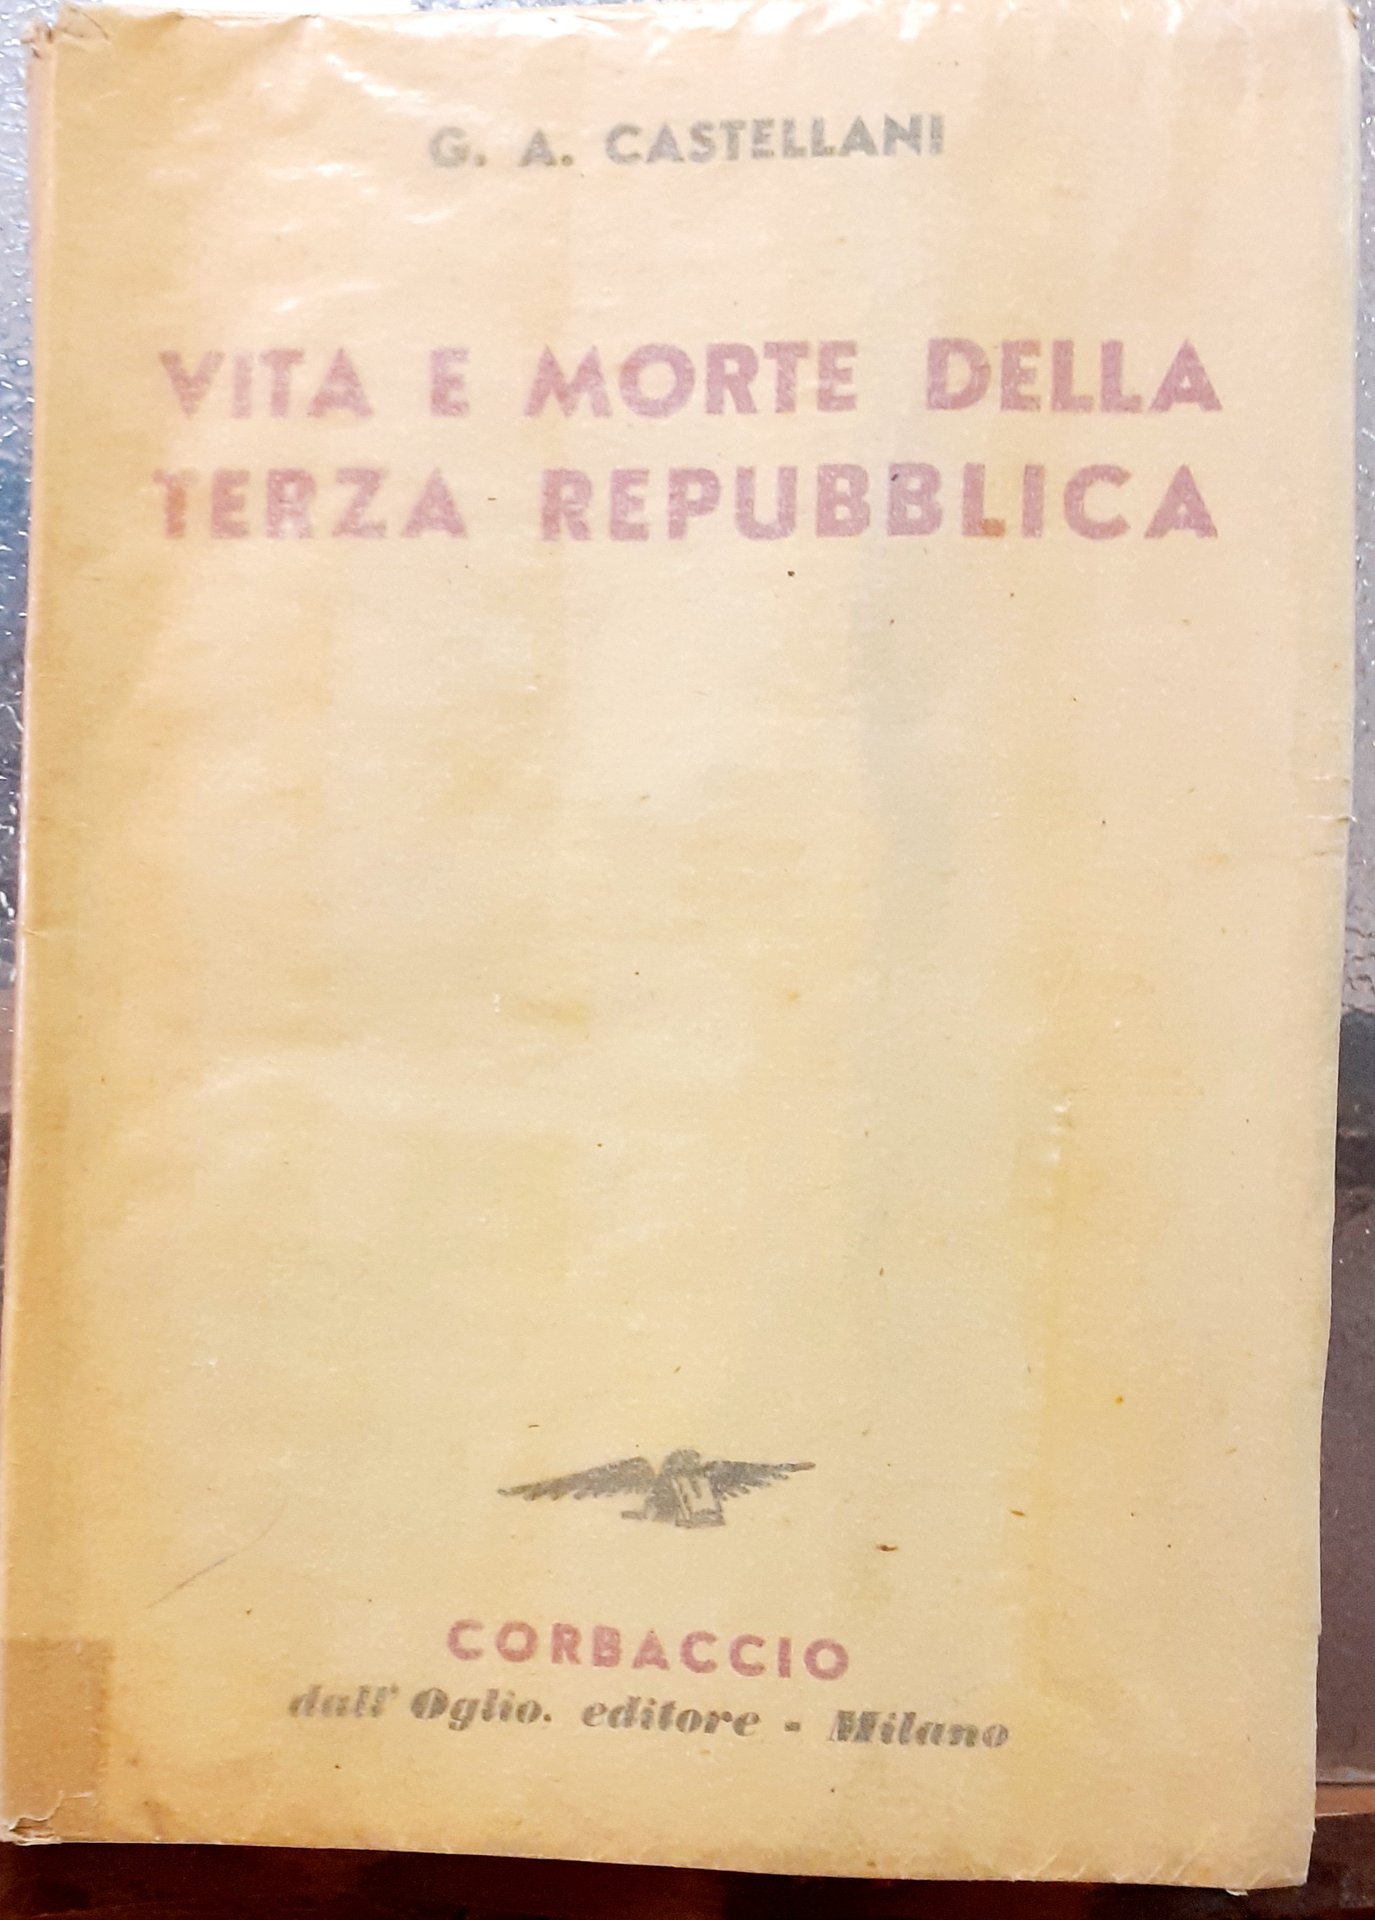 G. A. CASTELLANI
VITA E MORTE DELLA
TERZA REPUBBLICA
CORBACCIO
dall' Oglio. editore - Milano